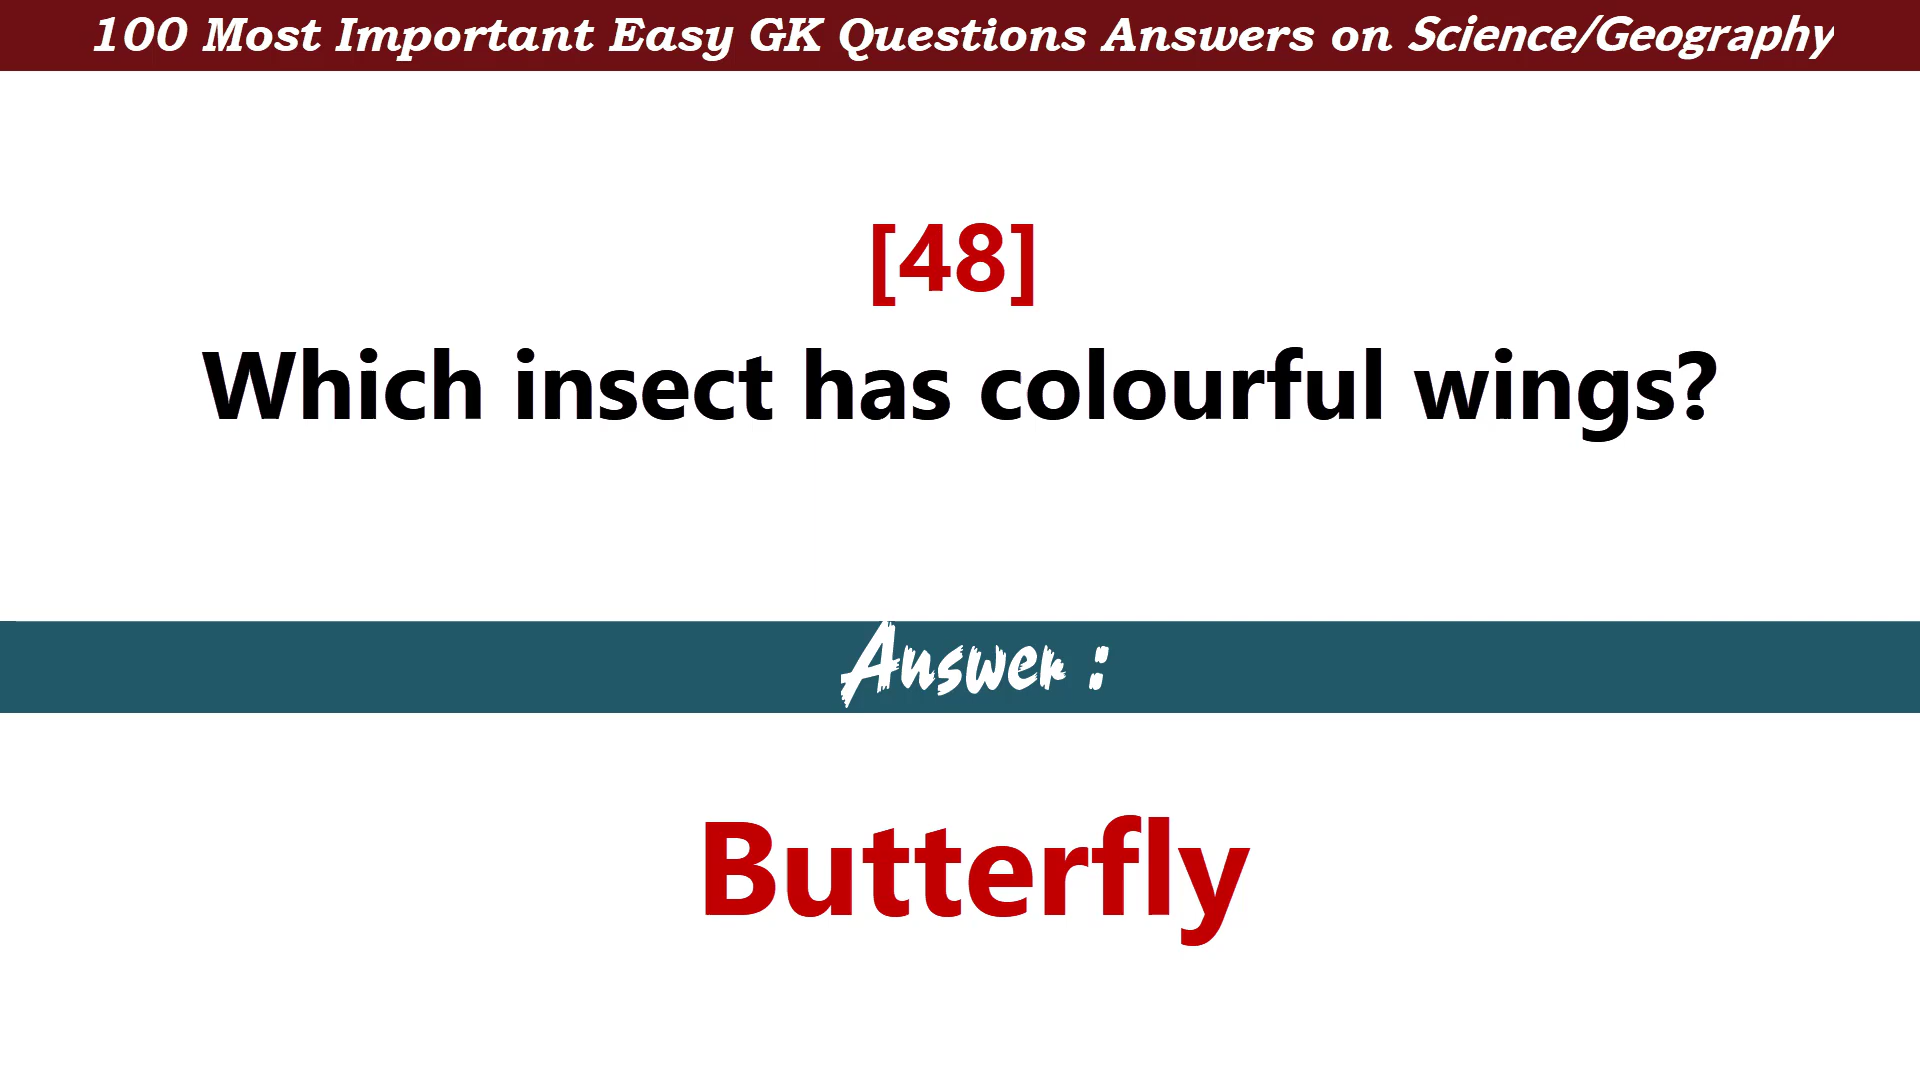 100 Most Important Easy GK Questions Answers on Science/Geography
[48]
Which insect has colourful wings?
Answer :
Butterfly